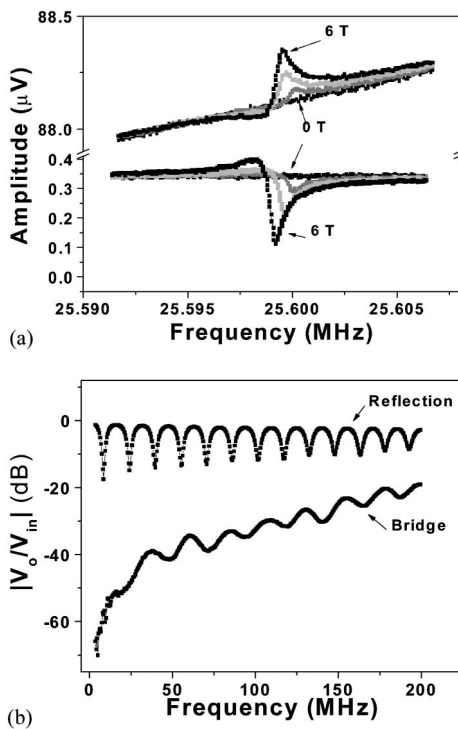 88.5
6 T
88.0
0 T
0.4
0.3
0.2
6 T
0.1
0.0
Amplitude (μV)
25.590 25.595 25.600 25.605
Frequency (MHz)
(a)
Reflection
0
-20
Bridge
-40
-60
|V_o/V_in| (dB)
0 50 100 150 200
Frequency (MHz)
(b)